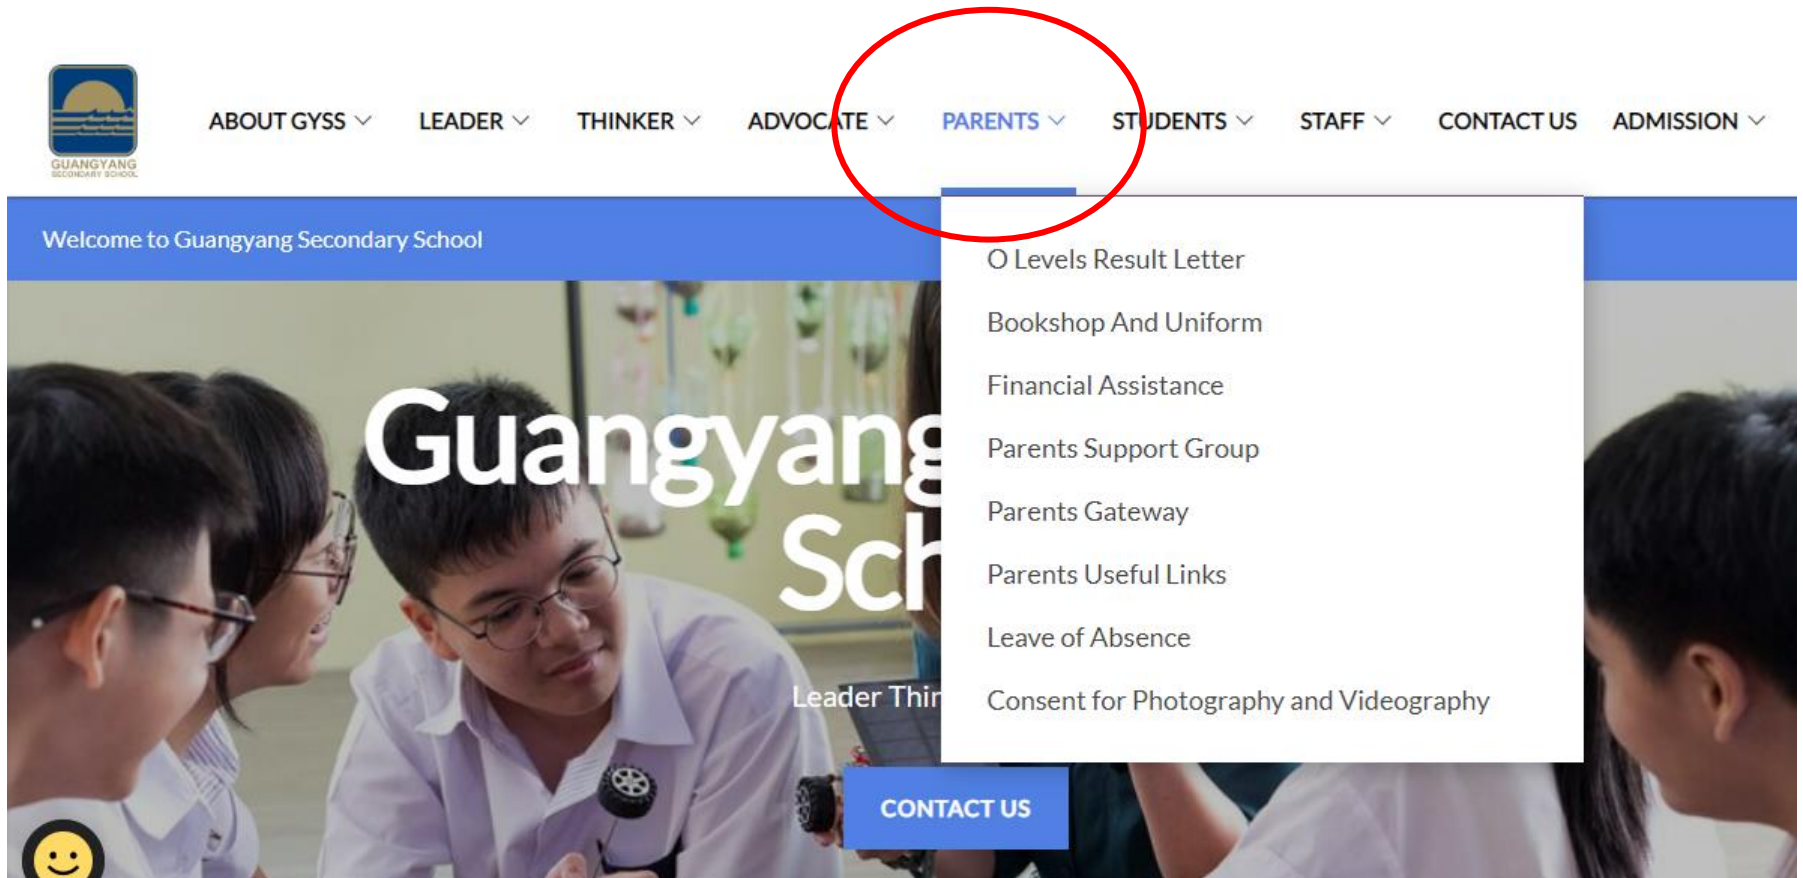 GUANGYANG
SECONDARY SCHOOL
ABOUT GYSS
LEADER
THINKER
ADVOCATE
PARENTS
STUDENTS
STAFF
CONTACT US
ADMISSION
Welcome to Guangyang Secondary School
O Levels Result Letter
Bookshop And Uniform
Financial Assistance
Parents Support Group
Parents Gateway
Parents Useful Links
Leave of Absence
Consent for Photography and Videography
Guangyang
Sch
Leader Thin
CONTACT US